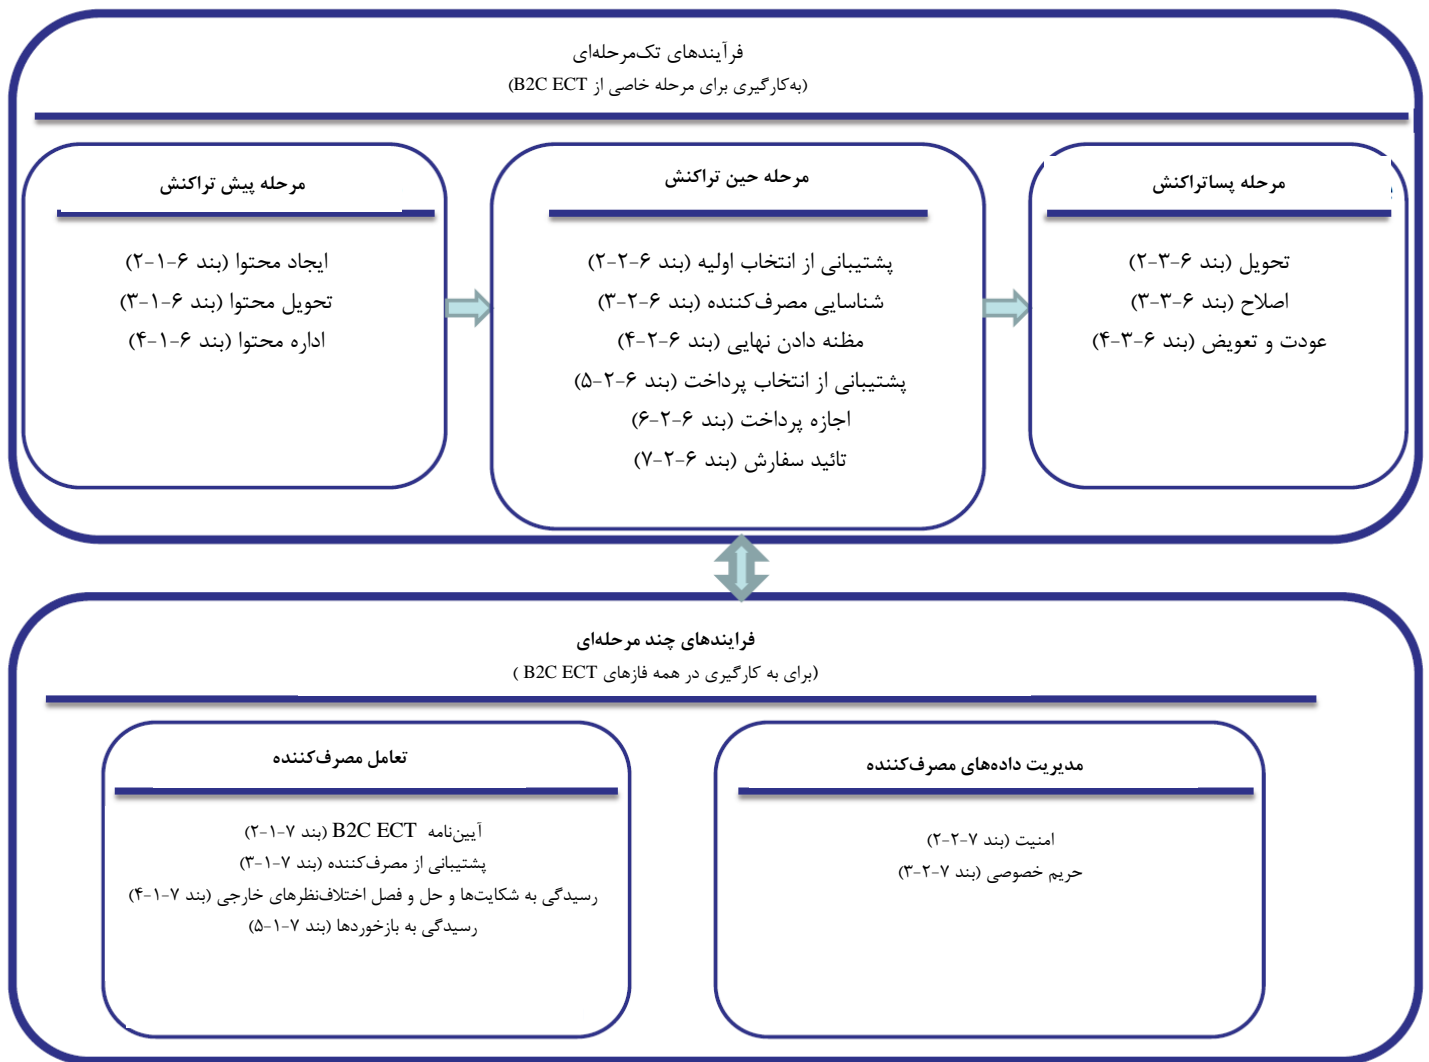 فرآیندهای تک‌مرحله‌ای
(به‌کارگیری برای مرحله خاصی از B2C ECT)
مرحله پیش تراکنش
ایجاد محتوا (بند ۶-۱-۲)
تحویل محتوا (بند ۶-۱-۳)
اداره محتوا (بند ۶-۱-۴)
مرحله حین تراکنش
پشتیبانی از انتخاب اولیه (بند ۶-۲-۲)
شناسایی مصرف‌کننده (بند ۶-۲-۳)
مظنه دادن نهایی (بند ۶-۲-۴)
پشتیبانی از انتخاب پرداخت (بند ۶-۲-۵)
اجازه پرداخت (بند ۶-۲-۶)
تائید سفارش (بند ۶-۲-۷)
مرحله پساتراکنش
تحویل (بند ۶-۳-۲)
اصلاح (بند ۶-۳-۳)
عودت و تعویض (بند ۶-۳-۴)
فرایندهای چند مرحله‌ای
(برای به کارگیری در همه فازهای B2C ECT )
تعامل مصرف‌کننده
آیین‌نامه B2C ECT (بند ۷-۱-۲)
پشتیبانی از مصرف‌کننده (بند ۷-۱-۳)
رسیدگی به شکایت‌ها و حل و فصل اختلاف‌نظرهای خارجی (بند ۷-۱-۴)
رسیدگی به بازخوردها (بند ۷-۱-۵)
مدیریت داده‌های مصرف‌کننده
امنیت (بند ۷-۲-۲)
حریم خصوصی (بند ۷-۲-۳)